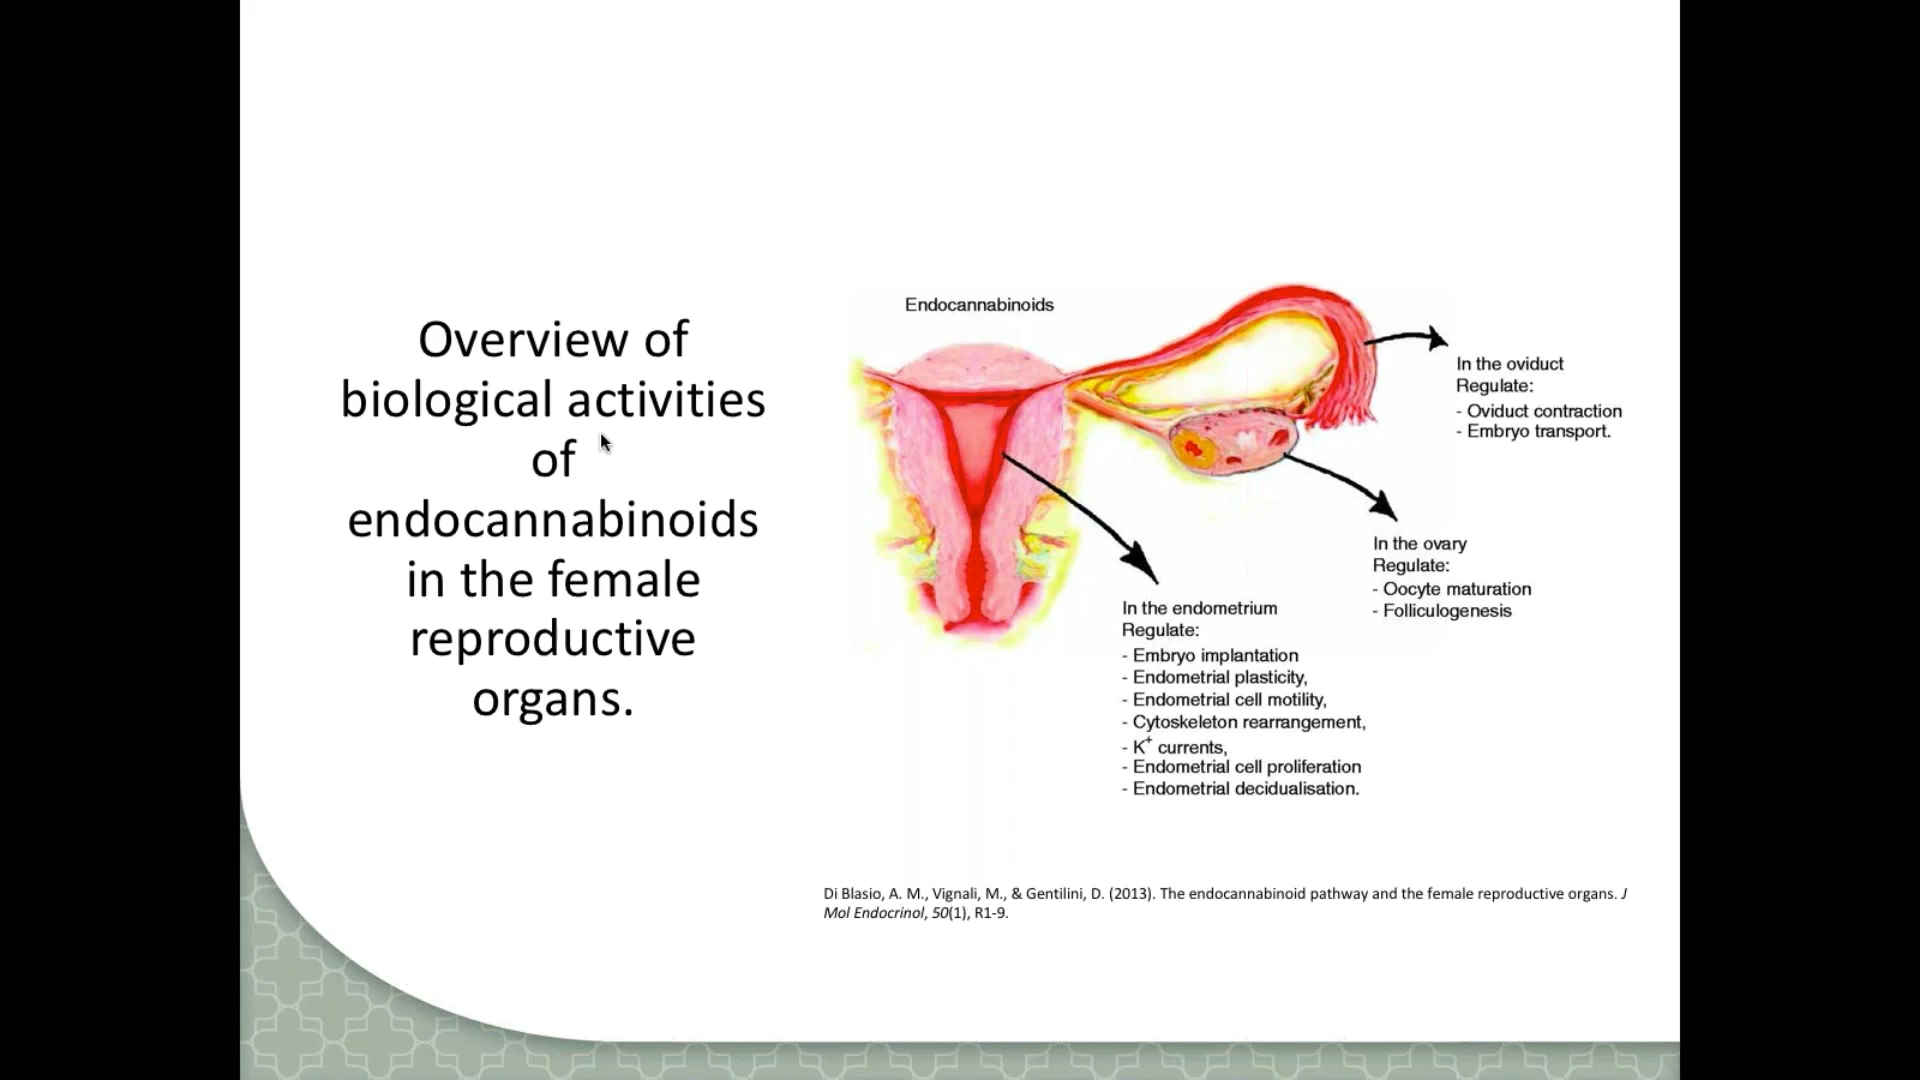 Overview of
biological activities
of
endocannabinoids
in the female
reproductive
organs.
Endocannabinoids
In the oviduct
Regulate:
- Oviduct contraction
- Embryo transport.
In the ovary
Regulate:
- Oocyte maturation
- Folliculogenesis
In the endometrium
Regulate:
- Embryo implantation
- Endometrial plasticity,
- Endometrial cell motility,
- Cytoskeleton rearrangement,
- K⁺ currents,
- Endometrial cell proliferation
- Endometrial decidualisation.
Di Blasio, A. M., Vignali, M., & Gentilini, D. (2013). The endocannabinoid pathway and the female reproductive organs. J
Mol Endocrinol, 50(1), R1-9.